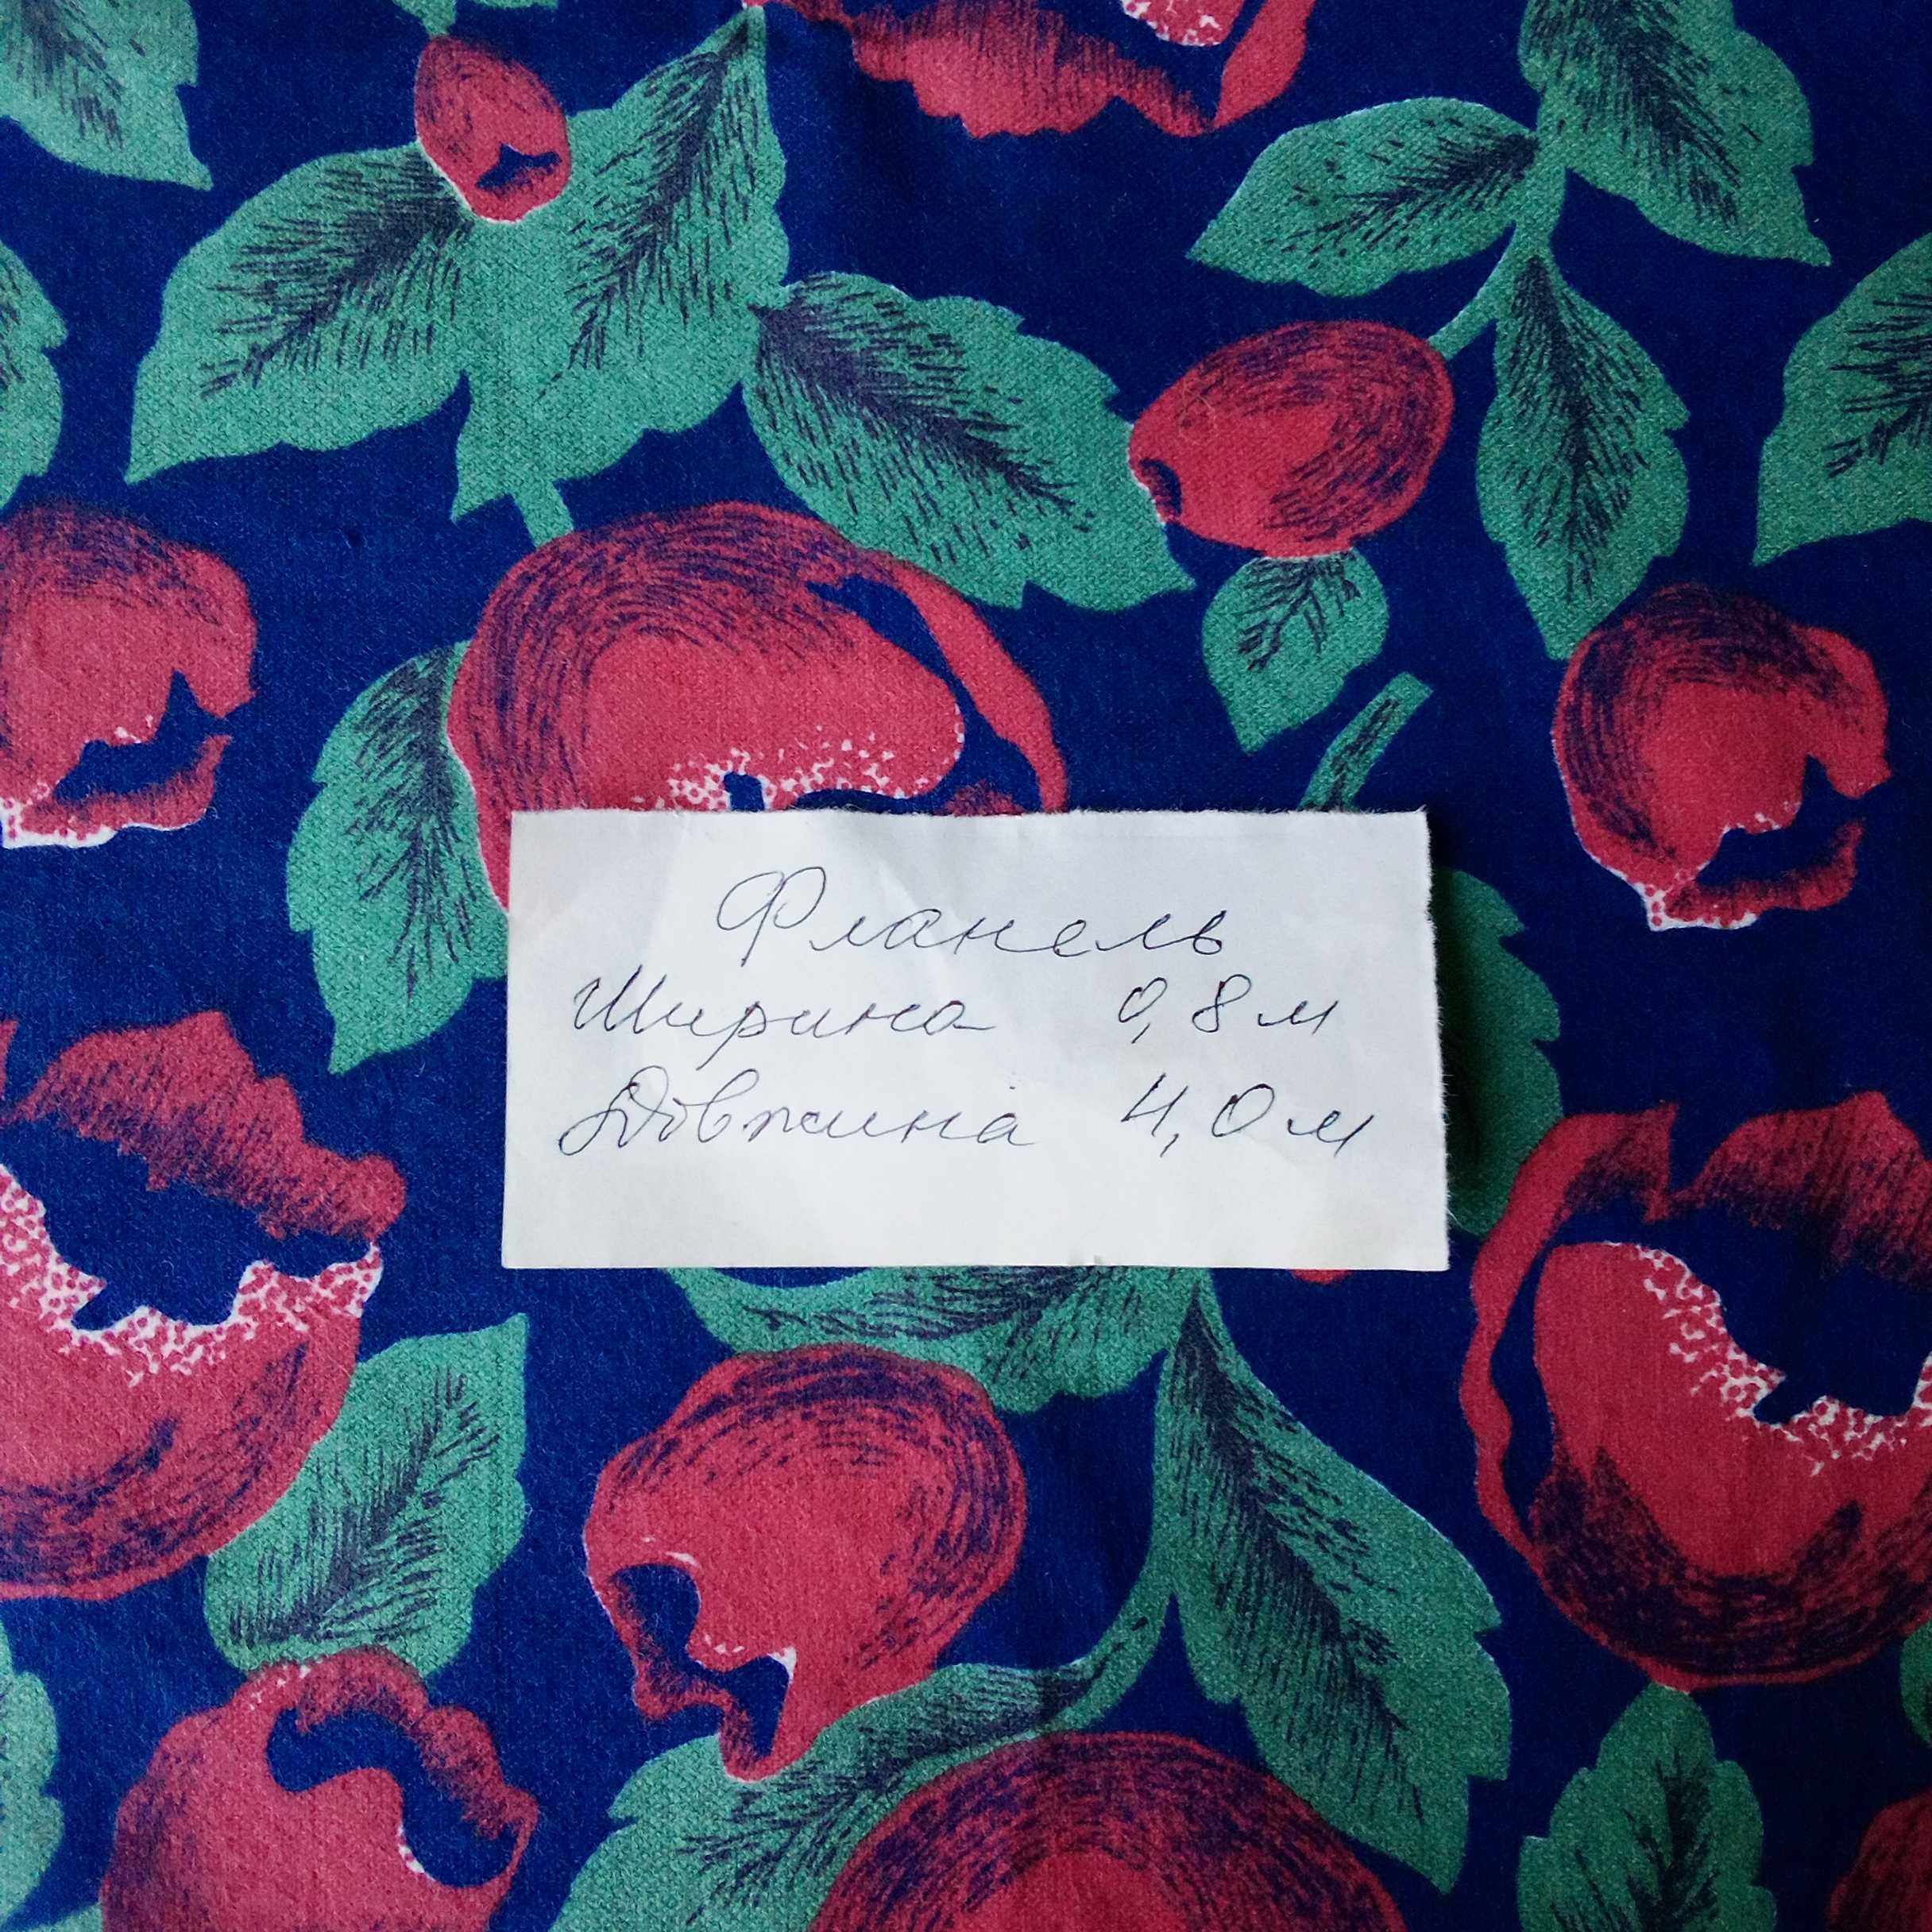 Фланель
Ширина 0,8 м
Довжина 4,0 м